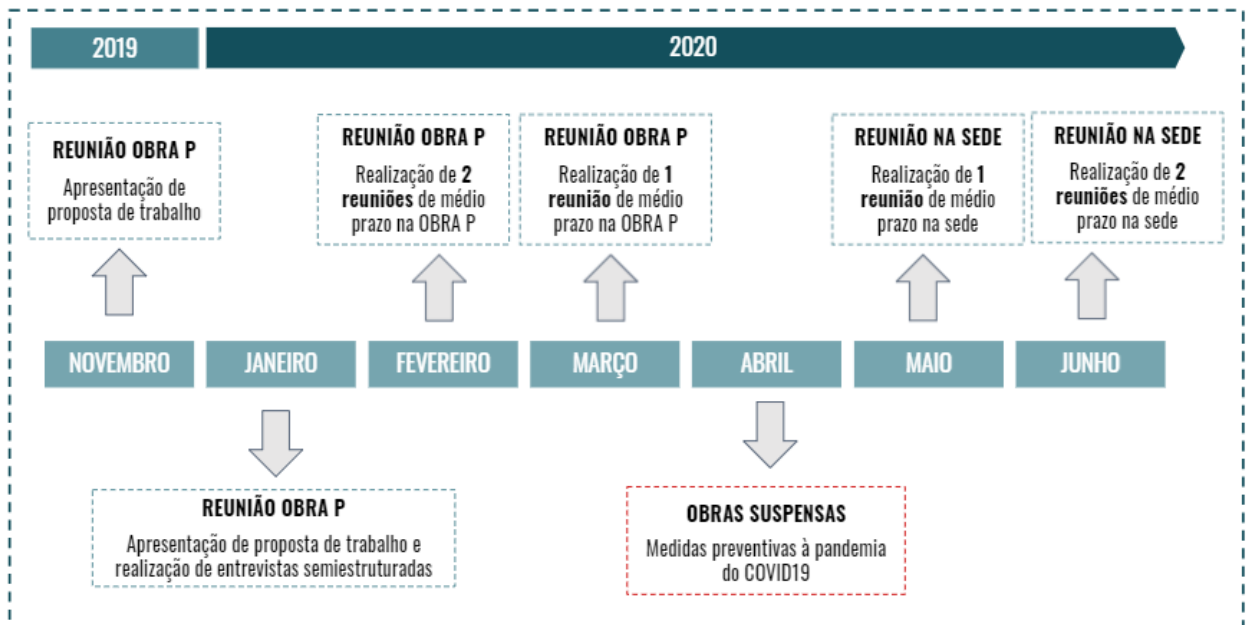 2019
2020
REUNIÃO OBRA P
Apresentação de
proposta de trabalho
REUNIÃO OBRA P
Realização de 2
reuniões de médio
prazo na OBRA P
REUNIÃO OBRA P
Realização de 1
reunião de médio
prazo na OBRA P
REUNIÃO NA SEDE
Realização de 1
reunião de médio
prazo na sede
REUNIÃO NA SEDE
Realização de 2
reuniões de médio
prazo na sede
NOVEMBRO
JANEIRO
FEVEREIRO
MARÇO
ABRIL
MAIO
JUNHO
REUNIÃO OBRA P
Apresentação de proposta de trabalho e
realização de entrevistas semiestruturadas
OBRAS SUSPENSAS
Medidas preventivas à pandemia
do COVID19